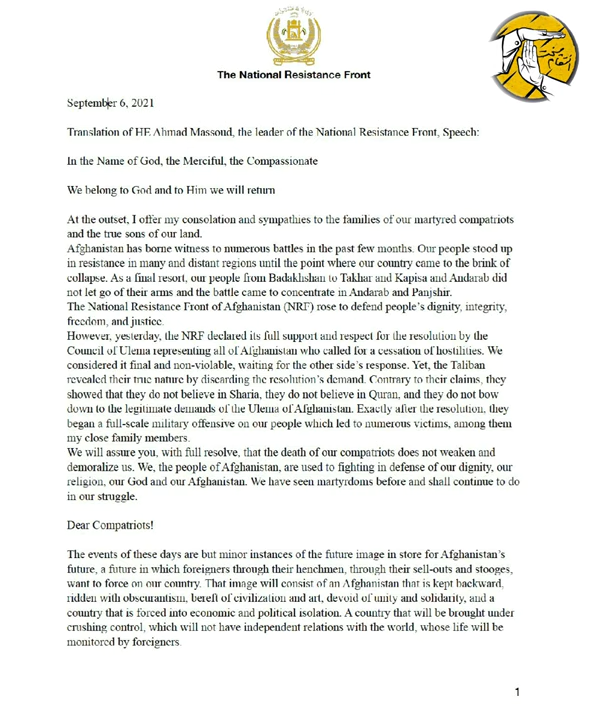 The National Resistance Front
September 6, 2021
Translation of HE Ahmad Massoud, the leader of the National Resistance Front, Speech:
In the Name of God, the Merciful, the Compassionate
We belong to God and to Him we will return
At the outset, I offer my consolation and sympathies to the families of our martyred compatriots
and the true sons of our land.
Afghanistan has borne witness to numerous battles in the past few months. Our people stood up
in resistance in many and distant regions until the point where our country came to the brink of
collapse. As a final resort, our people from Badakhshan to Takhar and Kapisa and Andarab did
not let go of their arms and the battle came to concentrate in Andarab and Panjshir.
The National Resistance Front of Afghanistan (NRF) rose to defend people's dignity, integrity,
freedom, and justice.
However, yesterday, the NRF declared its full support and respect for the resolution by the
Council of Ulema representing all of Afghanistan who called for a cessation of hostilities. We
considered it final and non-violable, waiting for the other side's response. Yet, the Taliban
revealed their true nature by discarding the resolution's demand. Contrary to their claims, they
showed that they do not believe in Sharia, they do not believe in Quran, and they do not bow
down to the legitimate demands of the Ulema of Afghanistan. Exactly after the resolution, they
began a full-scale military offensive on our people which led to numerous victims, among them
my close family members.
We will assure you, with full resolve, that the death of our compatriots does not weaken and
demoralize us. We, the people of Afghanistan, are used to fighting in defense of our dignity, our
religion, our God and our Afghanistan. We have seen martyrdoms before and shall continue to do
in our struggle.
Dear Compatriots!
The events of these days are but minor instances of the future image in store for Afghanistan's
future, a future in which foreigners through their henchmen, through their sell-outs and stooges,
want to force on our country. That image will consist of an Afghanistan that is kept backward,
ridden with obscurantism, bereft of civilization and art, devoid of unity and solidarity, and a
country that is forced into economic and political isolation. A country that will be brought under
crushing control, which will not have independent relations with the world, whose life will be
monitored by foreigners.
1